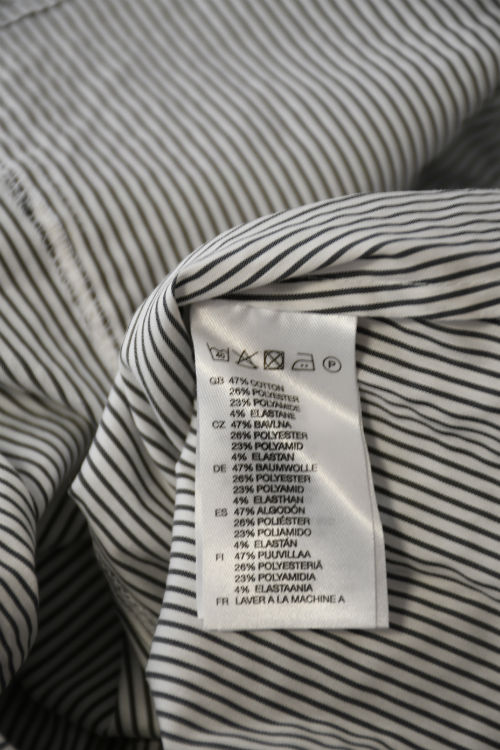 40
P
GB 47% COTTON
26% POLYESTER
23% POLYAMIDE
4% ELASTANE
CZ 47% BAVLNA
26% POLYESTER
23% POLYAMID
4% ELASTAN
DE 47% BAUMWOLLE
26% POLYESTER
23% POLYAMID
4% ELASTHAN
ES 47% ALGODÓN
26% POLIÉSTER
23% POLIAMIDO
4% ELASTÁN
FI 47% PUUVILLAA
26% POLYESTERIÄ
23% POLYAMIDIA
4% ELASTAANIA
FR LAVER A LA MACHINE A